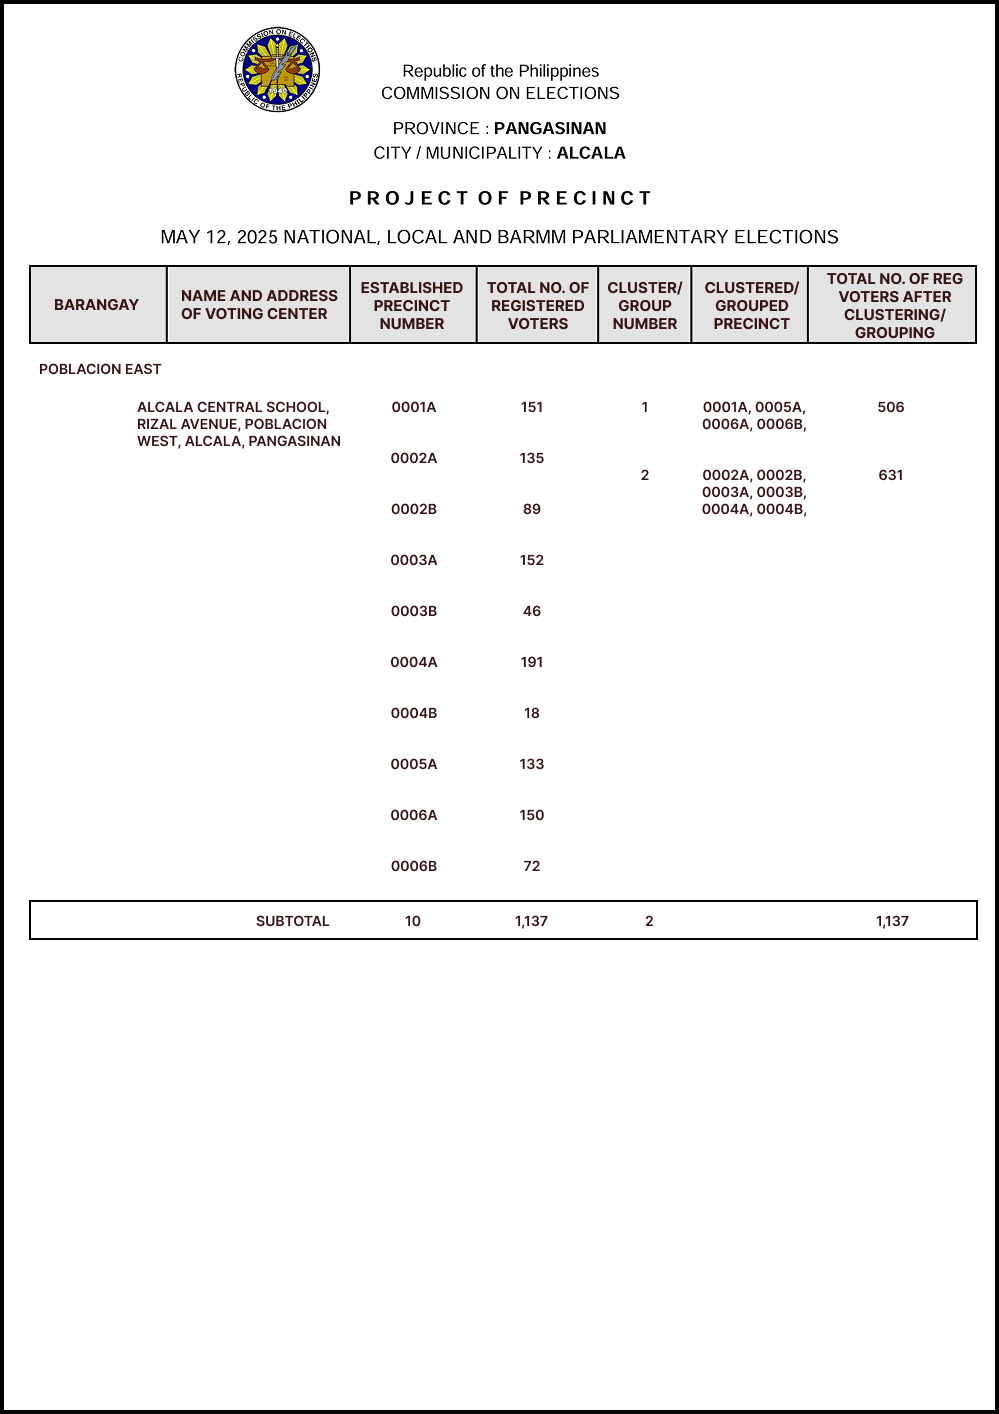 COMMISSION ON ELECTIONS
REPUBLIC OF THE PHILIPPINES
1940
Republic of the Philippines
COMMISSION ON ELECTIONS
PROVINCE : PANGASINAN
CITY / MUNICIPALITY : ALCALA
PROJECT OF PRECINCT
MAY 12, 2025 NATIONAL, LOCAL AND BARMM PARLIAMENTARY ELECTIONS
BARANGAY
NAME AND ADDRESS
OF VOTING CENTER
ESTABLISHED
PRECINCT
NUMBER
TOTAL NO. OF
REGISTERED
VOTERS
CLUSTER/
GROUP
NUMBER
CLUSTERED/
GROUPED
PRECINCT
TOTAL NO. OF REG
VOTERS AFTER
CLUSTERING/
GROUPING
POBLACION EAST
ALCALA CENTRAL SCHOOL, 0001A 151 1 0001A, 0005A, 506
RIZAL AVENUE, POBLACION 0006A, 0006B,
WEST, ALCALA, PANGASINAN
0002A 135
2 0002A, 0002B, 631
0003A, 0003B,
0002B 89 0004A, 0004B,
0003A 152
0003B 46
0004A 191
0004B 18
0005A 133
0006A 150
0006B 72
SUBTOTAL 10 1,137 2 1,137